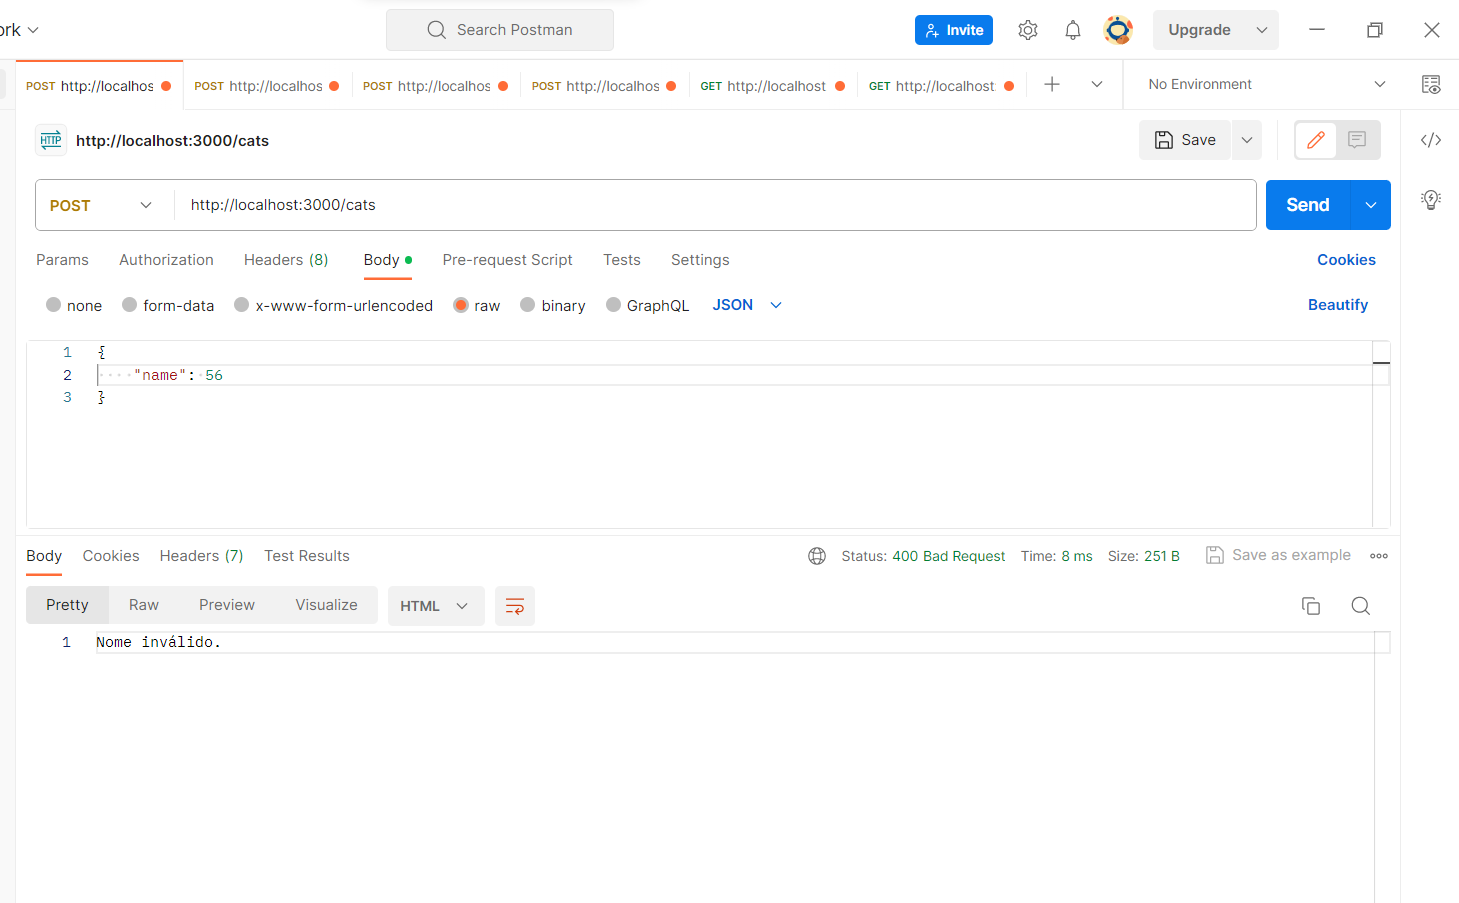 ork
Search Postman
Invite
Upgrade
POST http://localhos
POST http://localhos
POST http://localhos
POST http://localhos
GET http://localhost
GET http://localhost
No Environment
HTTP http://localhost:3000/cats
Save
POST http://localhost:3000/cats
Send
Params Authorization Headers (8) Body Pre-request Script Tests Settings Cookies
none form-data x-www-form-urlencoded raw binary GraphQL JSON Beautify
1 {
2 "name": 56
3 }
Body Cookies Headers (7) Test Results Status: 400 Bad Request Time: 8 ms Size: 251 B Save as example
Pretty Raw Preview Visualize HTML
1 Nome inválido.